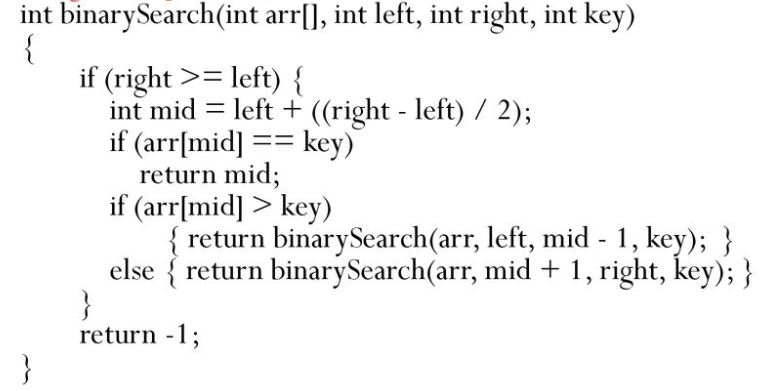 int binarySearch(int arr[], int left, int right, int key)
{
if (right >= left) {
int mid = left + ((right - left) / 2);
if (arr[mid] == key)
return mid;
if (arr[mid] > key)
{ return binarySearch(arr, left, mid - 1, key); }
else { return binarySearch(arr, mid + 1, right, key); }
}
return -1;
}